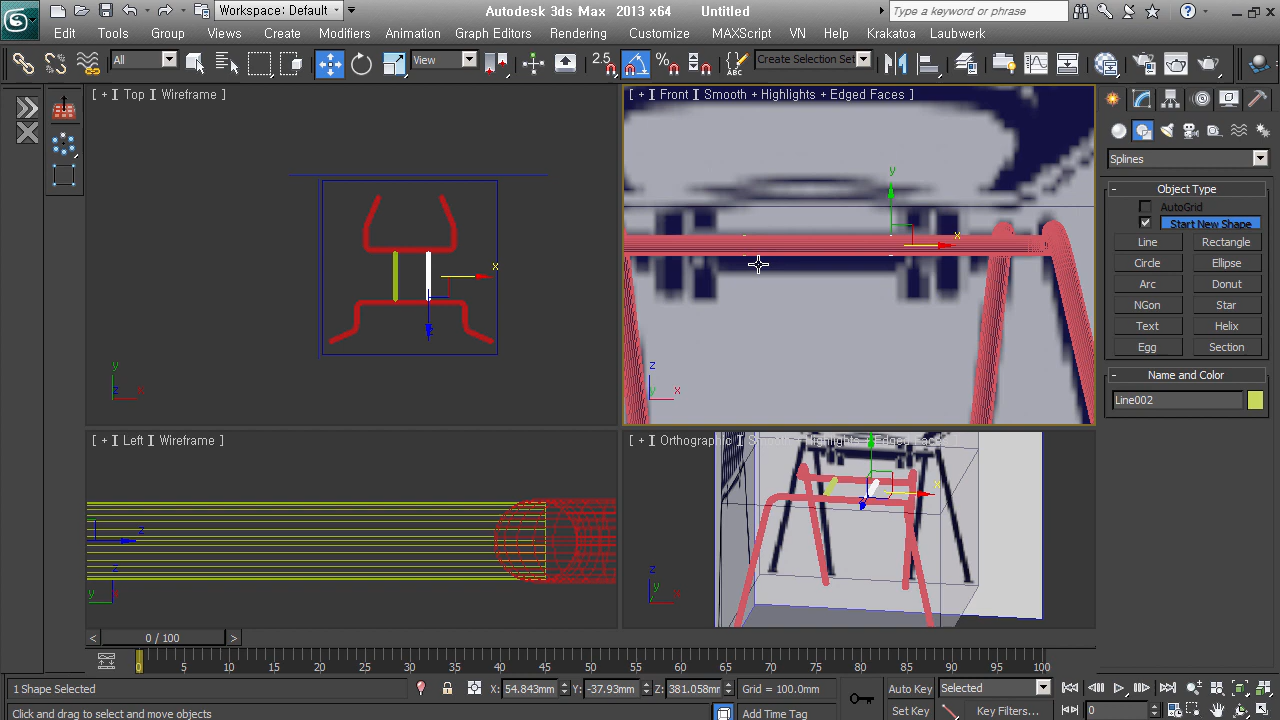 Workspace: Default
Autodesk 3ds Max 2013 x64 Untitled
Type a keyword or phrase
Edit Tools Group Views Create Modifiers Animation Graph Editors Rendering Customize MAXScript VN Help Krakatoa Laubwerk
All
View
2.5
Create Selection Set
[ + ] [ Top ] [ Wireframe ]
[ + ] [ Front ] [ Smooth + Highlights + Edged Faces ]
Splines
- Object Type
AutoGrid
Start New Shape
Line Rectangle
Circle Ellipse
Arc Donut
NGon Star
Text Helix
Egg Section
- Name and Color
Line002
x
y
z
[ + ] [ Left ] [ Wireframe ]
[ + ] [ Orthographic ] [ Smooth + Highlights + Edged Faces ]
< 0 / 100 >
0 5 10 15 20 25 30 35 40 45 50 55 60 65 70 75 80 85 90 95 100
1 Shape Selected
X: 54.843mm Y: -37.93mm Z: 381.058mm Grid = 100.0mm
Auto Key Selected
Click and drag to select and move objects
Add Time Tag
Set Key Key Filters... 0